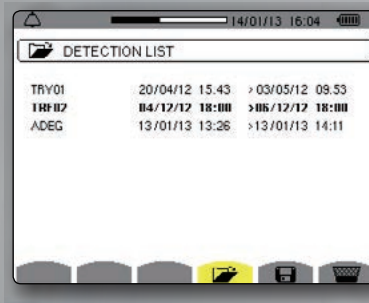 14/01/13 16:04
DETECTION LIST
TRY01 20/04/12 15.43 >03/05/12 09.53
TRF02 04/12/12 18:00 >06/12/12 18:00
ADEG 13/01/13 13:26 >13/01/13 14:11